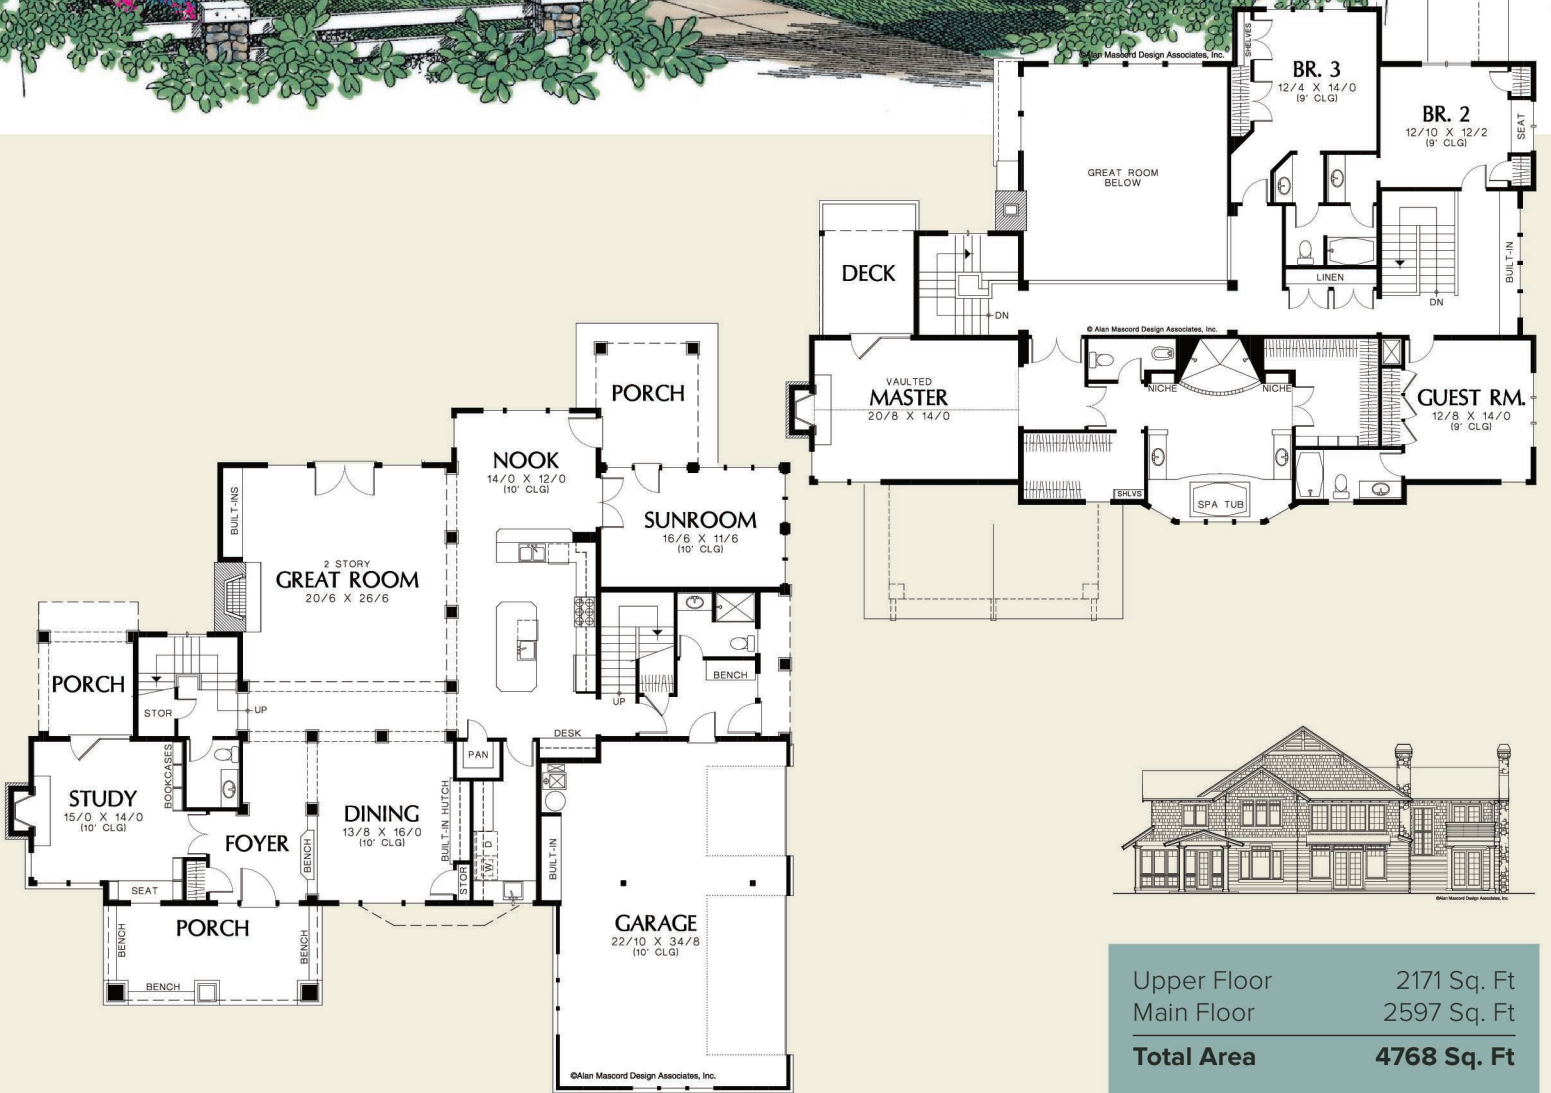 ©Alan Mascord Design Associates, Inc.
SHELVES
BR. 3
12/4 X 14/0
(9' CLG)
BR. 2
12/10 X 12/2
(9' CLG)
SEAT
GREAT ROOM
BELOW
DECK
LINEN
BUILT-IN
DN
DN
© Alan Mascord Design Associates, Inc.
VAULTED
MASTER
20/8 X 14/0
NICHE
NICHE
GUEST RM.
12/8 X 14/0
(9' CLG)
SHLVS
SPA TUB
PORCH
NOOK
14/0 X 12/0
(10' CLG)
BUILT-INS
SUNROOM
16/6 X 11/6
(10' CLG)
2 STORY
GREAT ROOM
20/6 X 26/6
PORCH
STOR
UP
UP
BENCH
DESK
PAN
BOOKCASES
STUDY
15/0 X 14/0
(10' CLG)
FOYER
BENCH
DINING
13/8 X 16/0
(10' CLG)
BUILT-IN HUTCH
STOR
W
D
BUILT-IN
SEAT
PORCH
BENCH
BENCH
BENCH
GARAGE
22/10 X 34/8
(10' CLG)
©Alan Mascord Design Associates, Inc.
©Alan Mascord Design Associates, Inc.
Upper Floor 2171 Sq. Ft
Main Floor 2597 Sq. Ft
Total Area 4768 Sq. Ft